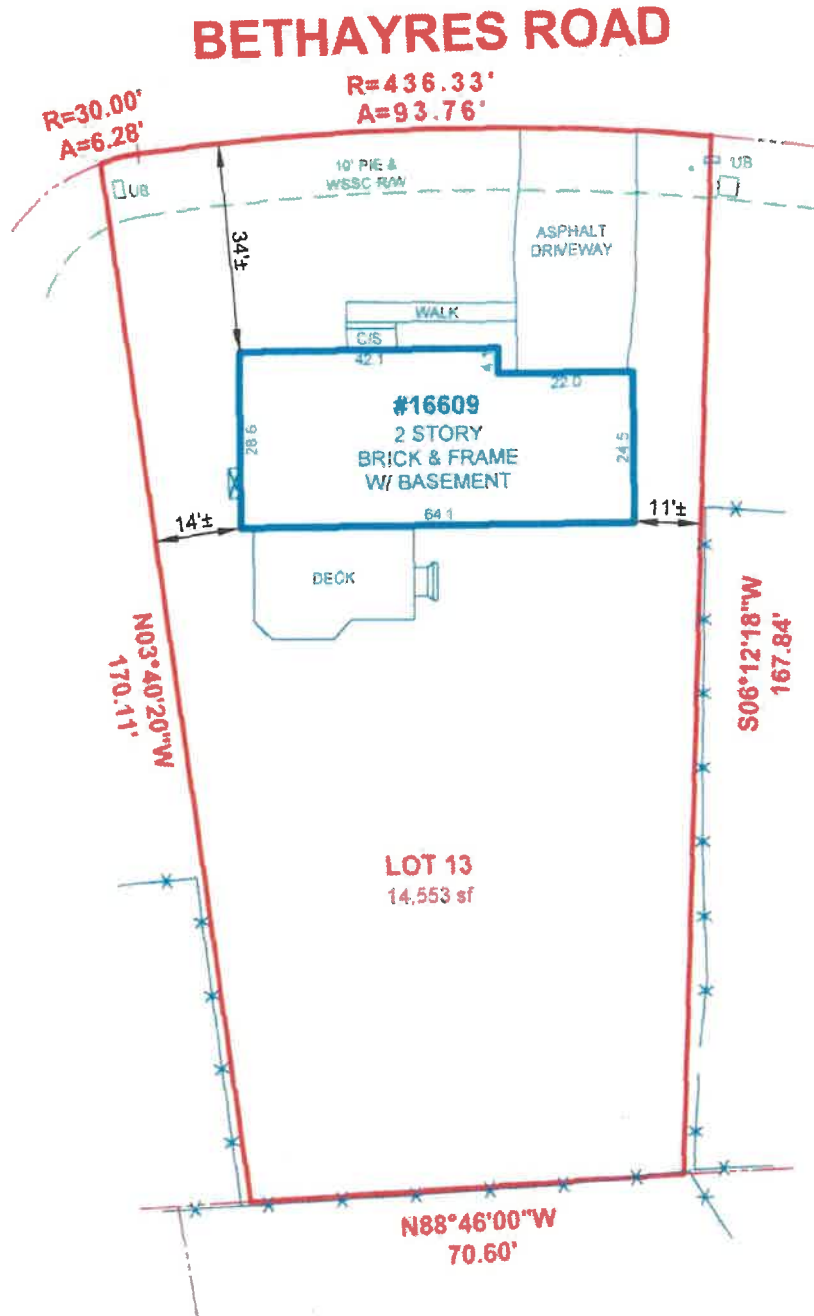 BETHAYRES ROAD
R=30.00'
A=6.28'
R=436.33'
A=93.76'
10' PIE &
WSSC R/W
UB
UB
34'±
ASPHALT
DRIVEWAY
WALK
C/S
42.1
4.1
22.0
#16609
2 STORY
BRICK & FRAME
W/ BASEMENT
28.6
24.5
64.1
14'±
11'±
DECK
N03°40'20"W
170.11'
S06°12'18"W
167.84'
LOT 13
14,553 sf
N88°46'00"W
70.60'